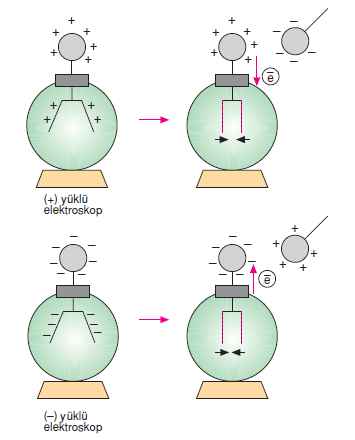 ē
(+) yüklü
elektroskop
ē
(–) yüklü
elektroskop